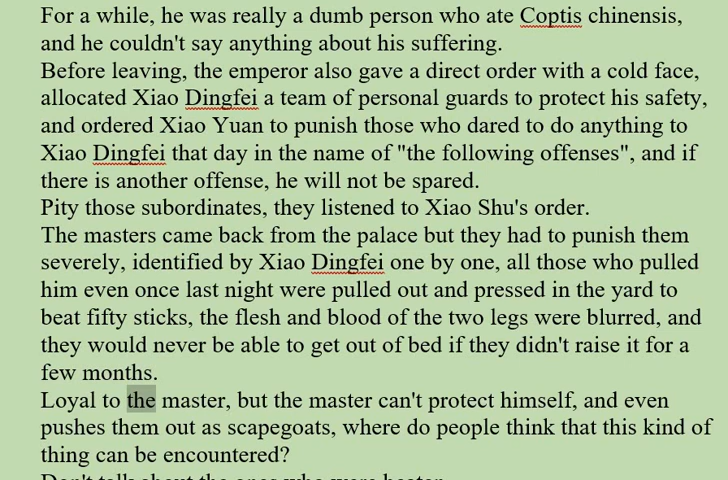 For a while, he was really a dumb person who ate Coptis chinensis,
and he couldn't say anything about his suffering.
Before leaving, the emperor also gave a direct order with a cold face,
allocated Xiao Dingfei a team of personal guards to protect his safety,
and ordered Xiao Yuan to punish those who dared to do anything to
Xiao Dingfei that day in the name of "the following offenses", and if
there is another offense, he will not be spared.
Pity those subordinates, they listened to Xiao Shu's order.
The masters came back from the palace but they had to punish them
severely, identified by Xiao Dingfei one by one, all those who pulled
him even once last night were pulled out and pressed in the yard to
beat fifty sticks, the flesh and blood of the two legs were blurred, and
they would never be able to get out of bed if they didn't raise it for a
few months.
Loyal to the master, but the master can't protect himself, and even
pushes them out as scapegoats, where do people think that this kind of
thing can be encountered?
Don't talk about the ones who were beaten